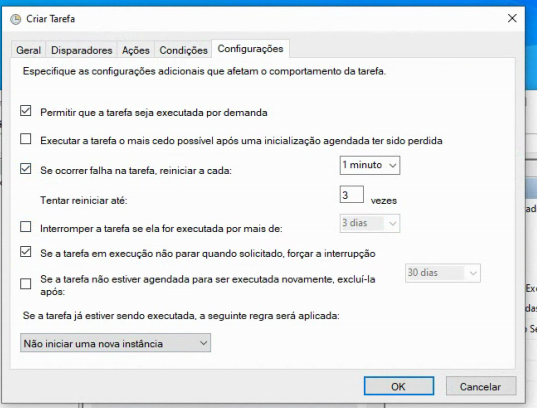 Criar Tarefa
Geral Disparadores Ações Condições Configurações
Especifique as configurações adicionais que afetam o comportamento da tarefa.
Permitir que a tarefa seja executada por demanda
Executar a tarefa o mais cedo possível após uma inicialização agendada ter sido perdida
Se ocorrer falha na tarefa, reiniciar a cada: 1 minuto
Tentar reiniciar até: 3 vezes
Interromper a tarefa se ela for executada por mais de: 3 dias
Se a tarefa em execução não parar quando solicitado, forçar a interrupção
Se a tarefa não estiver agendada para ser executada novamente, excluí-la 30 dias
após:
Se a tarefa já estiver sendo executada, a seguinte regra será aplicada:
Não iniciar uma nova instância
OK Cancelar